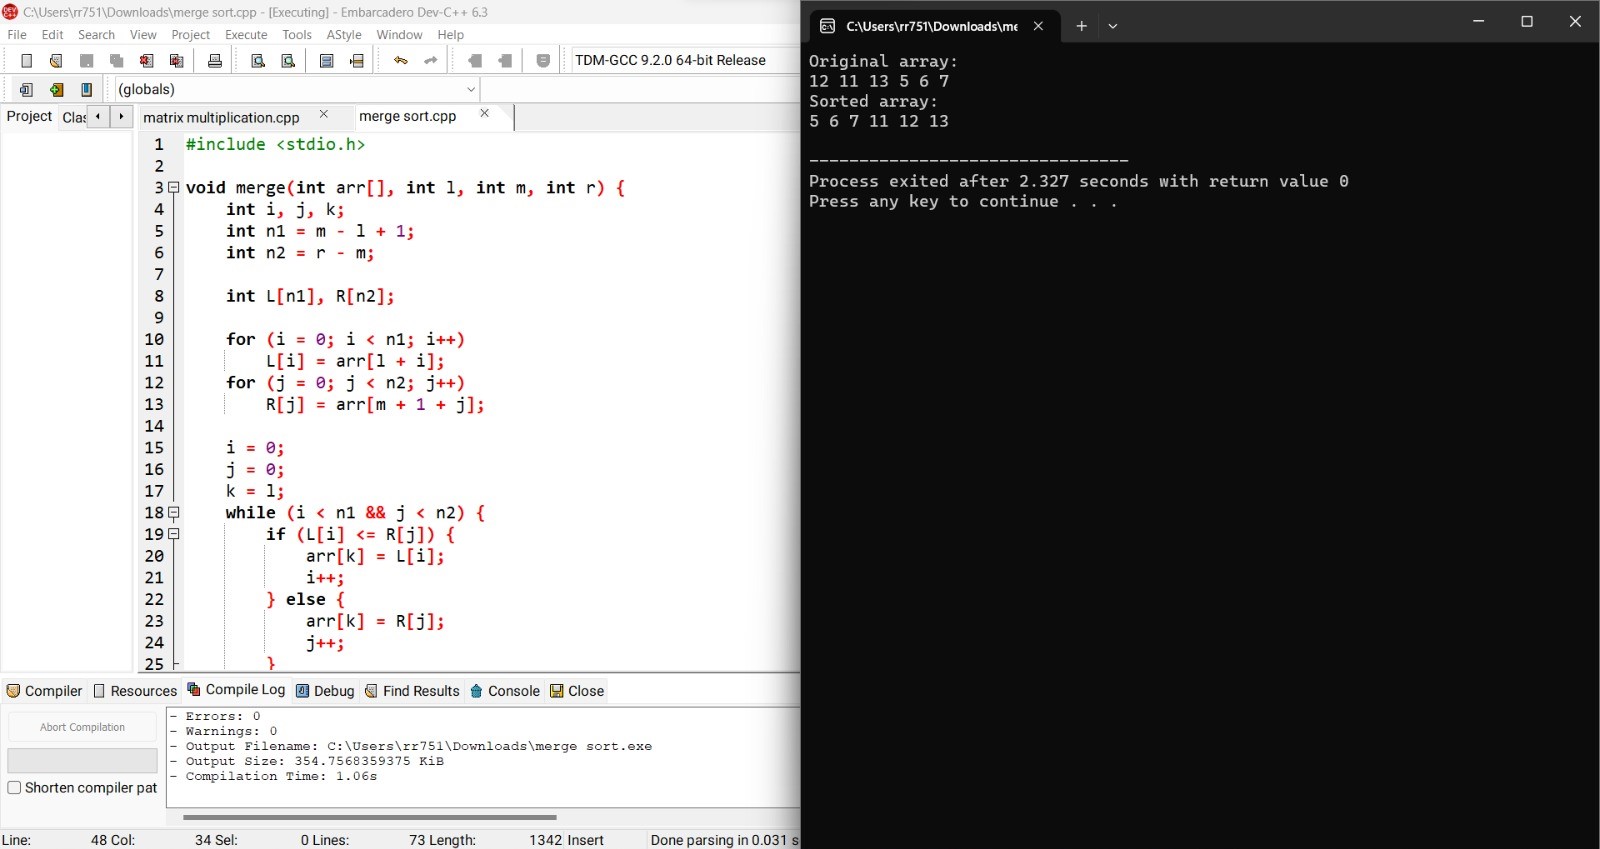 C:\Users\rr751\Downloads\merge sort.cpp - [Executing] - Embarcadero Dev-C++ 6.3
File Edit Search View Project Execute Tools AStyle Window Help
TDM-GCC 9.2.0 64-bit Release
(globals)
Project Clas
matrix multiplication.cpp merge sort.cpp
1 #include <stdio.h>
2
3 void merge(int arr[], int l, int m, int r) {
4 int i, j, k;
5 int n1 = m - l + 1;
6 int n2 = r - m;
7
8 int L[n1], R[n2];
9
10 for (i = 0; i < n1; i++)
11 L[i] = arr[l + i];
12 for (j = 0; j < n2; j++)
13 R[j] = arr[m + 1 + j];
14
15 i = 0;
16 j = 0;
17 k = l;
18 while (i < n1 && j < n2) {
19 if (L[i] <= R[j]) {
20 arr[k] = L[i];
21 i++;
22 } else {
23 arr[k] = R[j];
24 j++;
25 }
Compiler Resources Compile Log Debug Find Results Console Close
Abort Compilation
Shorten compiler pat
- Errors: 0
- Warnings: 0
- Output Filename: C:\Users\rr751\Downloads\merge sort.exe
- Output Size: 354.7568359375 KiB
- Compilation Time: 1.06s
Line: 48 Col: 34 Sel: 0 Lines: 73 Length: 1342 Insert Done parsing in 0.031 s
C:\Users\rr751\Downloads\me
Original array:
12 11 13 5 6 7
Sorted array:
5 6 7 11 12 13
--------------------------------
Process exited after 2.327 seconds with return value 0
Press any key to continue . . .